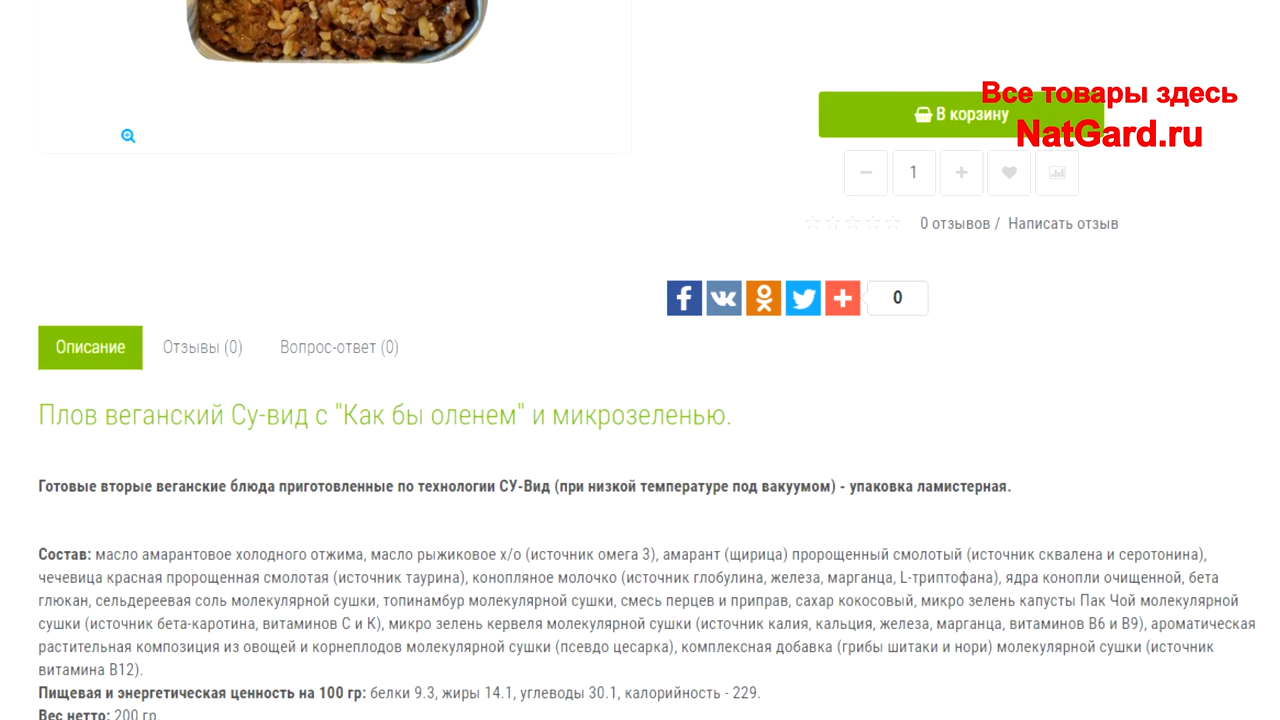 Все товары здесь
В корзину
NatGard.ru
1
0 отзывов / Написать отзыв
0
Описание Отзывы (0) Вопрос-ответ (0)
Плов веганский Су-вид с "Как бы оленем" и микрозеленью.
Готовые вторые веганские блюда приготовленные по технологии СУ-Вид (при низкой температуре под вакуумом) - упаковка ламистерная.
Состав: масло амарантовое холодного отжима, масло рыжиковое х/о (источник омега 3), амарант (щирица) пророщенный смолотый (источник сквалена и серотонина),
чечевица красная пророщенная смолотая (источник таурина), конопляное молочко (источник глобулина, железа, марганца, L-триптофана), ядра конопли очищенной, бета
глюкан, сельдереевая соль молекулярной сушки, топинамбур молекулярной сушки, смесь перцев и приправ, сахар кокосовый, микро зелень капусты Пак Чой молекулярной
сушки (источник бета-каротина, витаминов С и К), микро зелень кервеля молекулярной сушки (источник калия, кальция, железа, марганца, витаминов В6 и В9), ароматическая
растительная композиция из овощей и корнеплодов молекулярной сушки (псевдо цесарка), комплексная добавка (грибы шитаки и нори) молекулярной сушки (источник
витамина В12).
Пищевая и энергетическая ценность на 100 гр: белки 9.3, жиры 14.1, углеводы 30.1, калорийность - 229.
Вес нетто: 200 гр.